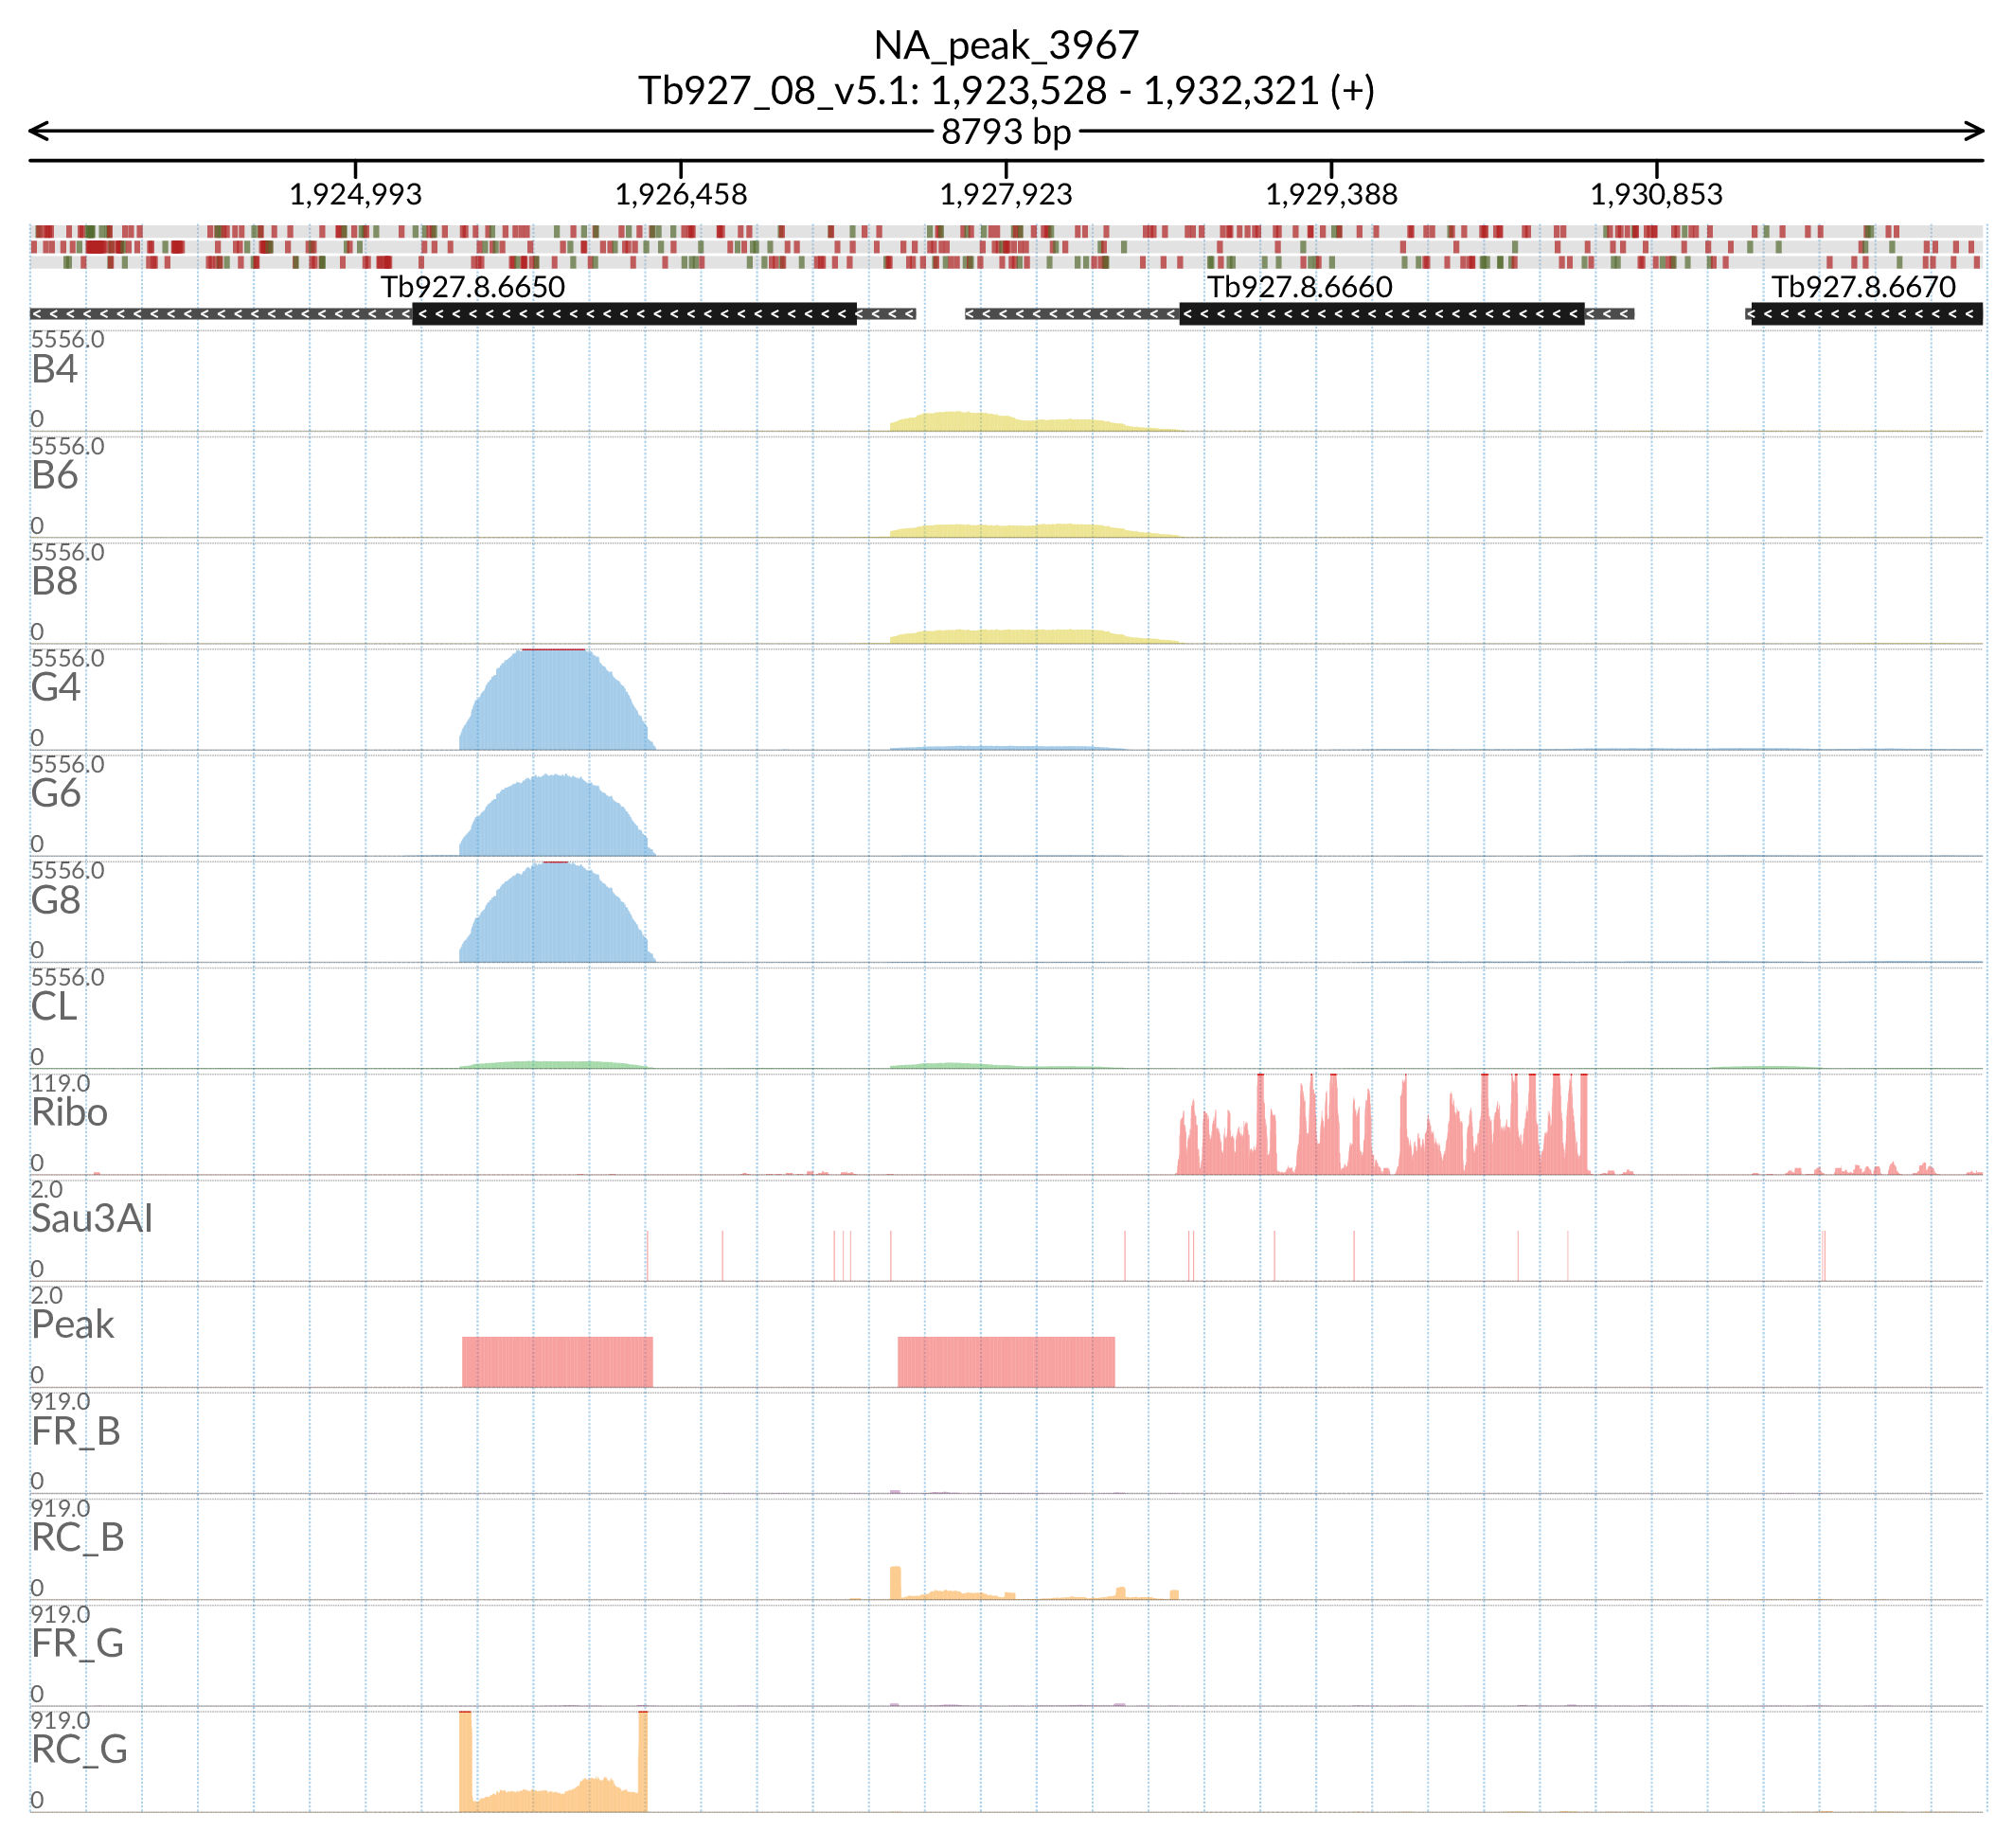 NA_peak_3967
Tb927_08_v5.1: 1,923,528 - 1,932,321 (+)
8793 bp
1,924,993 1,926,458 1,927,923 1,929,388 1,930,853
Tb927.8.6650 Tb927.8.6660 Tb927.8.6670
5556.0
B4
0
5556.0
B6
0
5556.0
B8
0
5556.0
G4
0
5556.0
G6
0
5556.0
G8
0
5556.0
CL
0
119.0
Ribo
0
2.0
Sau3AI
0
2.0
Peak
0
919.0
FR_B
0
919.0
RC_B
0
919.0
FR_G
0
919.0
RC_G
0